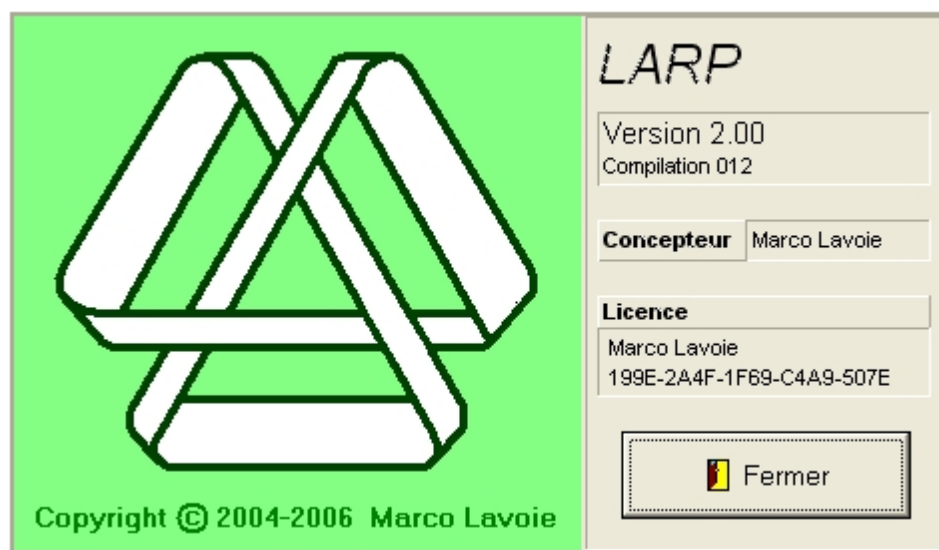 LARP
Version 2.00
Compilation 012
Concepteur Marco Lavoie
Licence
Marco Lavoie
199E-2A4F-1F69-C4A9-507E
Fermer
Copyright © 2004-2006 Marco Lavoie